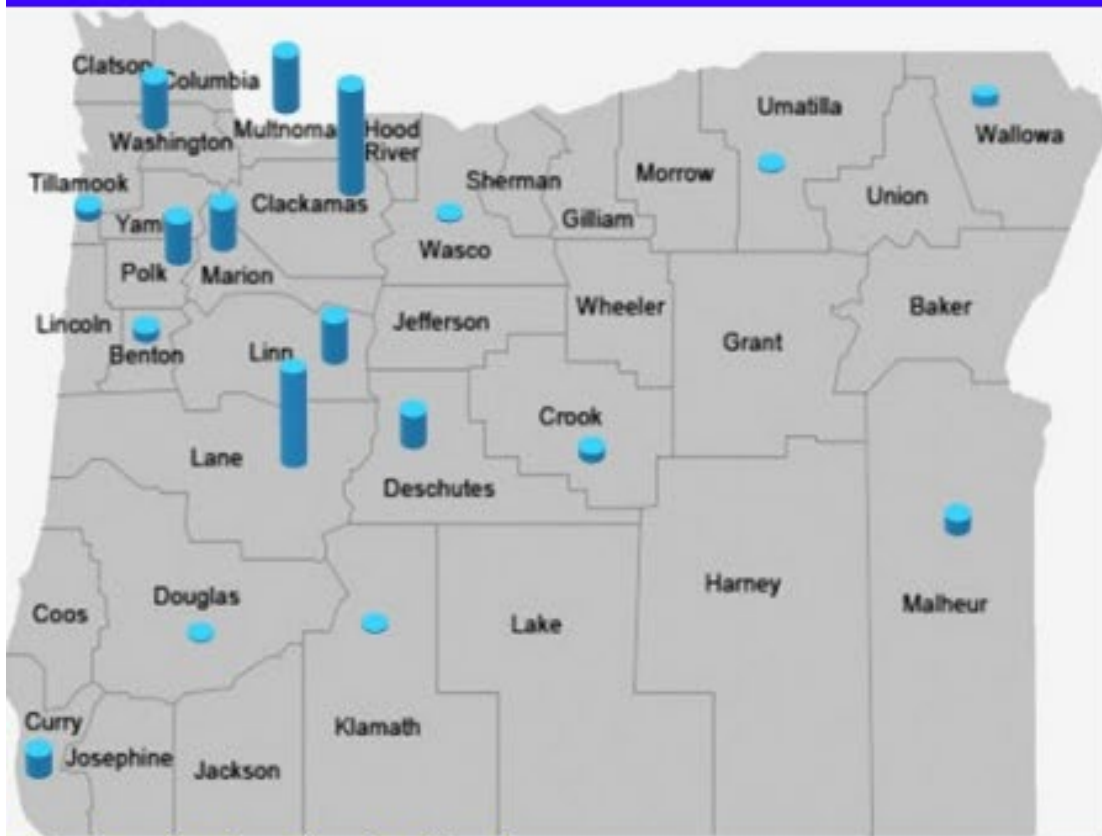 Clatsop
Columbia
Multnoma
Hood
River
Washington
Umatilla
Wallowa
Tillamook
Clackamas
Sherman
Morrow
Union
Yam
Gilliam
Polk
Marion
Wasco
Lincoln
Benton
Linn
Jefferson
Wheeler
Grant
Baker
Lane
Crook
Deschutes
Coos
Douglas
Lake
Harney
Malheur
Curry
Josephine
Jackson
Klamath